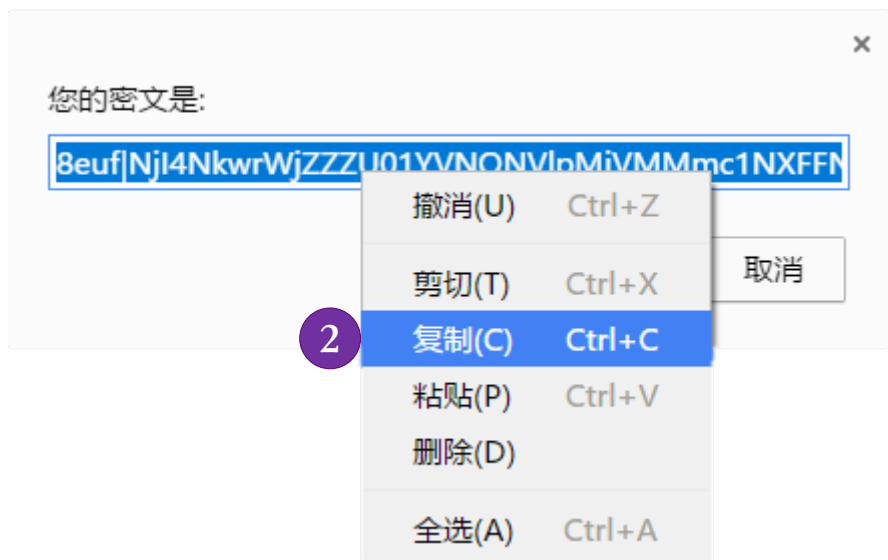 ×
您的密文是:
8euf|NjI4NkwrWjZZZU01YVNQNVlpMjVMMmc1NXFFN
撤消(U) Ctrl+Z
剪切(T) Ctrl+X
取消
2
复制(C) Ctrl+C
粘贴(P) Ctrl+V
删除(D)
全选(A) Ctrl+A